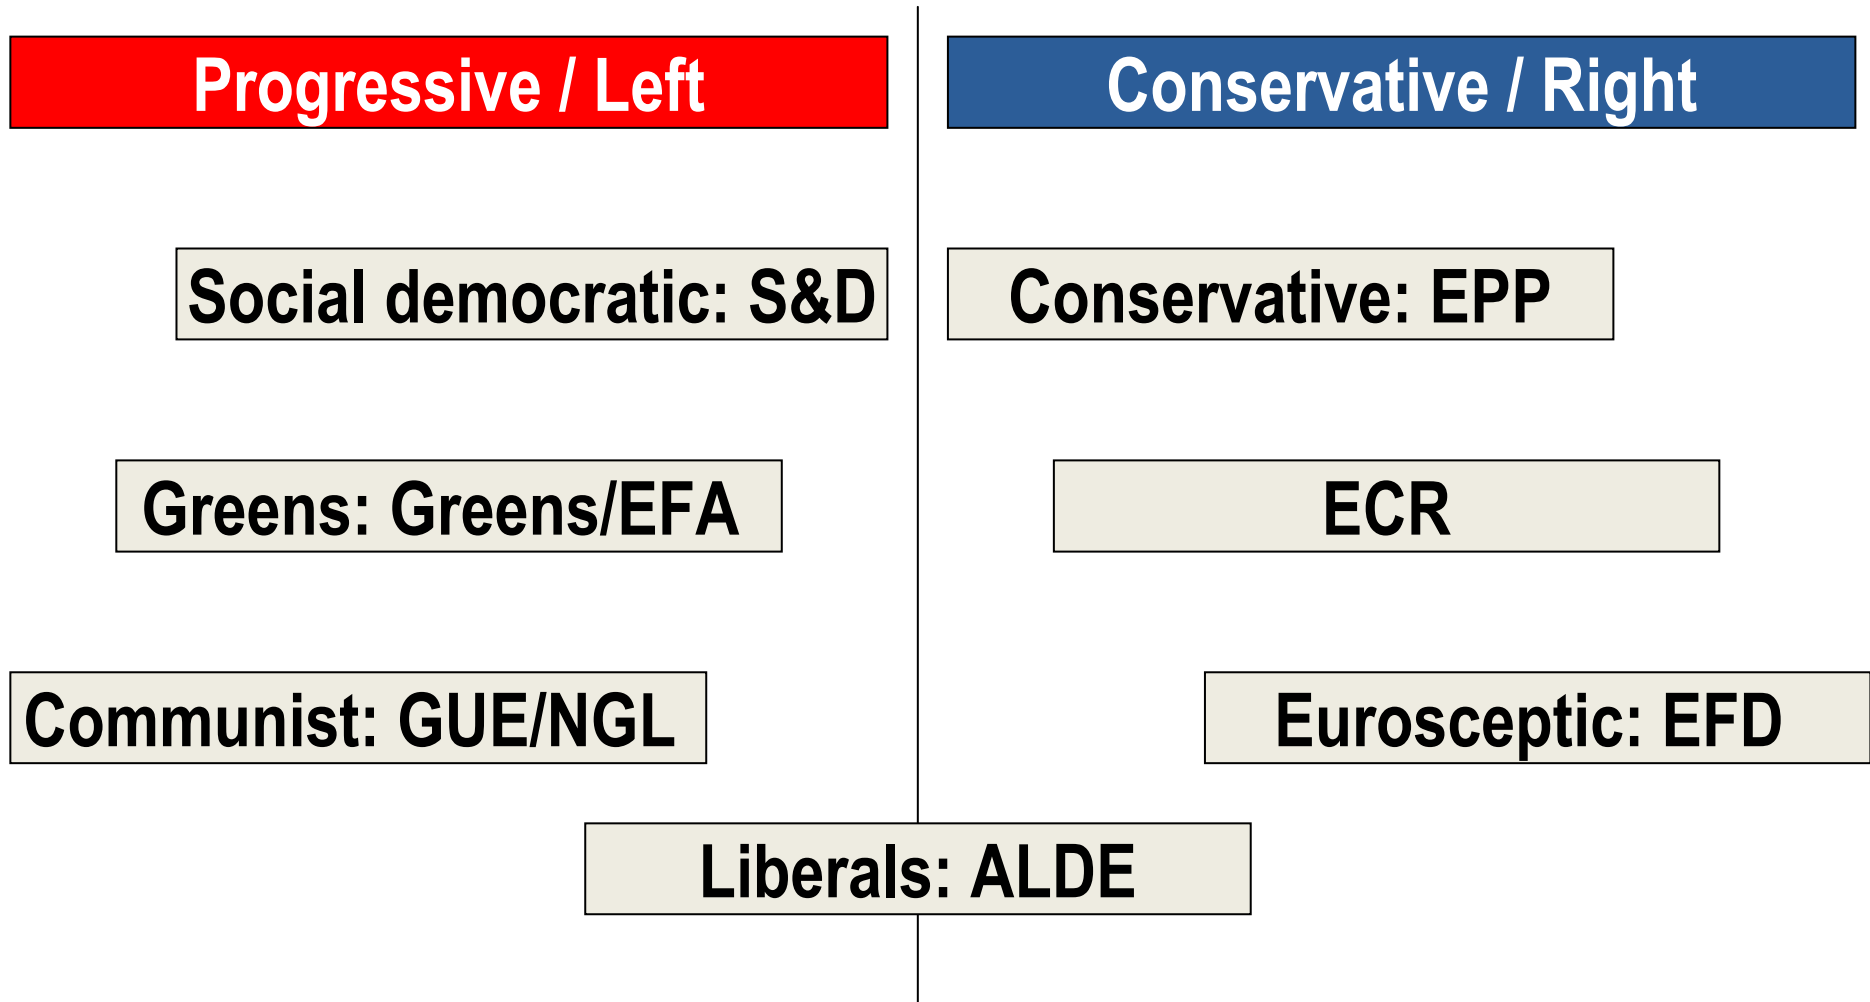 Progressive / Left
Conservative / Right
Social democratic: S&D
Conservative: EPP
Greens: Greens/EFA
ECR
Communist: GUE/NGL
Eurosceptic: EFD
Liberals: ALDE